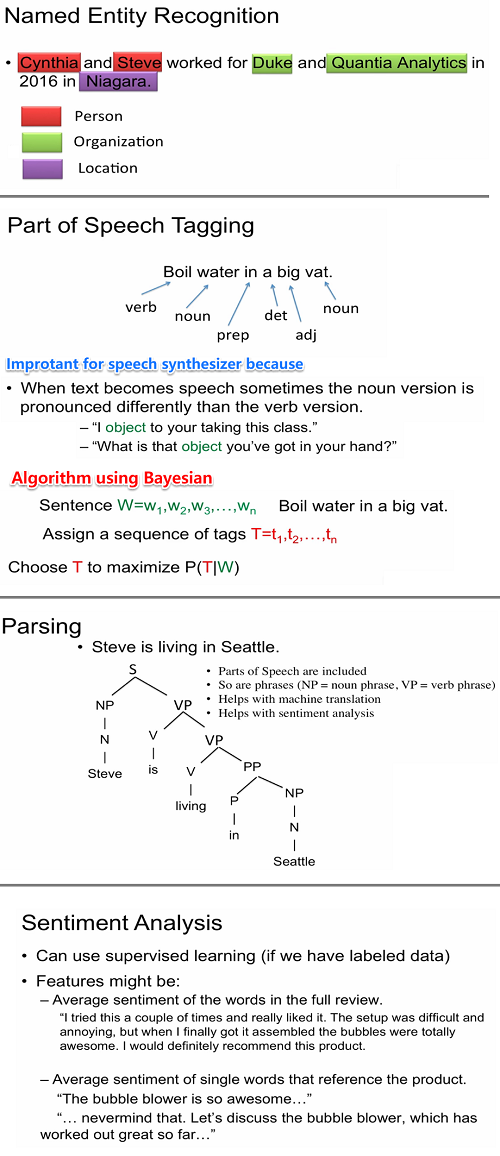 Named Entity Recognition
• Cynthia and Steve worked for Duke and Quantia Analytics in
2016 in Niagara.
Person
Organization
Location
Part of Speech Tagging
Boil water in a big vat.
verb
noun
prep
det
adj
noun
Improtant for speech synthesizer because
• When text becomes speech sometimes the noun version is
pronounced differently than the verb version.
– “I object to your taking this class.”
– “What is that object you’ve got in your hand?”
Algorithm using Bayesian
Sentence W=w1,w2,w3,…,wn Boil water in a big vat.
Assign a sequence of tags T=t1,t2,…,tn
Choose T to maximize P(T|W)
Parsing
• Steve is living in Seattle.
• Parts of Speech are included
• So are phrases (NP = noun phrase, VP = verb phrase)
• Helps with machine translation
• Helps with sentiment analysis
S
NP VP
N V VP
Steve is V PP
living P NP
in N
Seattle
Sentiment Analysis
• Can use supervised learning (if we have labeled data)
• Features might be:
– Average sentiment of the words in the full review.
“I tried this a couple of times and really liked it. The setup was difficult and
annoying, but when I finally got it assembled the bubbles were totally
awesome. I would definitely recommend this product.
– Average sentiment of single words that reference the product.
“The bubble blower is so awesome…”
“… nevermind that. Let’s discuss the bubble blower, which has
worked out great so far…”